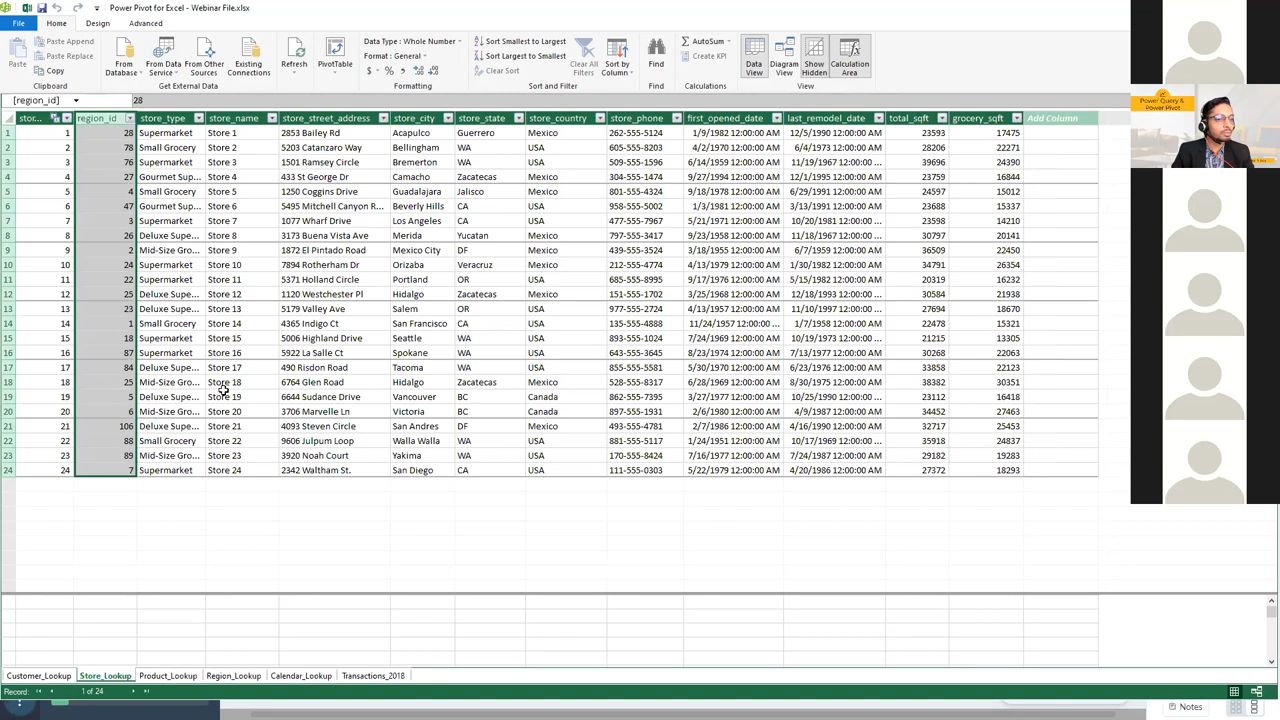 Power Pivot for Excel - Webinar File.xlsx
File Home Design Advanced
Paste
Paste Append
Paste Replace
Copy
Clipboard
From Database
From Data Service
From Other Sources
Existing Connections
Get External Data
Refresh
PivotTable
Data Type : Whole Number
Format : General
$ % , .00
Formatting
Sort Smallest to Largest
Sort Largest to Smallest
Clear Sort
Clear All Filters
Sort by Column
Sort and Filter
Find
Find
AutoSum
Create KPI
Calculations
Data View
Diagram View
Show Hidden
Calculation Area
View
Power Query & Power Pivot
[region_id] 28
stor... region_id store_type store_name store_street_address store_city store_state store_country store_phone first_opened_date last_remodel_date total_sqft grocery_sqft Add Column
1 1 28 Supermarket Store 1 2853 Bailey Rd Acapulco Guerrero Mexico 262-555-5124 1/9/1982 12:00:00 AM 12/5/1990 12:00:00 AM 23593 17475
2 2 78 Small Grocery Store 2 5203 Catanzaro Way Bellingham WA USA 605-555-8203 4/2/1970 12:00:00 AM 6/4/1973 12:00:00 AM 28206 22271
3 3 76 Supermarket Store 3 1501 Ramsey Circle Bremerton WA USA 509-555-1596 6/14/1959 12:00:00 AM 11/19/1967 12:00:00 ... 39696 24390
4 4 27 Gourmet Sup... Store 4 433 St George Dr Camacho Zacatecas Mexico 304-555-1474 9/27/1994 12:00:00 AM 12/1/1995 12:00:00 AM 23759 16844
5 5 4 Small Grocery Store 5 1250 Coggins Drive Guadalajara Jalisco Mexico 801-555-4324 9/18/1978 12:00:00 AM 6/29/1991 12:00:00 AM 24597 15012
6 6 47 Gourmet Sup... Store 6 5495 Mitchell Canyon R... Beverly Hills CA USA 958-555-5002 1/3/1981 12:00:00 AM 3/13/1991 12:00:00 AM 23688 15337
7 7 3 Supermarket Store 7 1077 Wharf Drive Los Angeles CA USA 477-555-7967 5/21/1971 12:00:00 AM 10/20/1981 12:00:00 ... 23598 14210
8 8 26 Deluxe Supe... Store 8 3173 Buena Vista Ave Merida Yucatan Mexico 797-555-3417 9/23/1958 12:00:00 AM 11/18/1967 12:00:00 ... 30797 20141
9 9 2 Mid-Size Gro... Store 9 1872 El Pintado Road Mexico City DF Mexico 439-555-3524 3/18/1955 12:00:00 AM 6/7/1959 12:00:00 AM 36509 22450
10 10 24 Supermarket Store 10 7894 Rotherham Dr Orizaba Veracruz Mexico 212-555-4774 4/13/1979 12:00:00 AM 1/30/1982 12:00:00 AM 34791 26354
11 11 22 Supermarket Store 11 5371 Holland Circle Portland OR USA 685-555-8995 9/17/1976 12:00:00 AM 5/15/1982 12:00:00 AM 20319 16232
12 12 25 Deluxe Supe... Store 12 1120 Westchester Pl Hidalgo Zacatecas Mexico 151-555-1702 3/25/1968 12:00:00 AM 12/18/1993 12:00:00 ... 30584 21938
13 13 23 Deluxe Supe... Store 13 5179 Valley Ave Salem OR USA 977-555-2724 4/13/1957 12:00:00 AM 11/10/1997 12:00:00 ... 27694 18670
14 14 1 Small Grocery Store 14 4365 Indigo Ct San Francisco CA USA 135-555-4888 11/24/1957 12:00:00 ... 1/7/1958 12:00:00 AM 22478 15321
15 15 18 Supermarket Store 15 5006 Highland Drive Seattle WA USA 893-555-1024 7/24/1969 12:00:00 AM 10/19/1973 12:00:00 ... 21215 13305
16 16 87 Supermarket Store 16 5922 La Salle Ct Spokane WA USA 643-555-3645 8/23/1974 12:00:00 AM 7/13/1977 12:00:00 AM 30268 22063
17 17 84 Deluxe Supe... Store 17 490 Risdon Road Tacoma WA USA 855-555-5581 5/30/1970 12:00:00 AM 6/23/1976 12:00:00 AM 33858 22123
18 18 25 Mid-Size Gro... Store 18 6764 Glen Road Hidalgo Zacatecas Mexico 528-555-8317 6/28/1969 12:00:00 AM 8/30/1975 12:00:00 AM 38382 30351
19 19 5 Deluxe Supe... Store 19 6644 Sudance Drive Vancouver BC Canada 862-555-7395 3/27/1977 12:00:00 AM 10/25/1990 12:00:00 ... 23112 16418
20 20 6 Mid-Size Gro... Store 20 3706 Marvelle Ln Victoria BC Canada 897-555-1931 2/6/1980 12:00:00 AM 4/9/1987 12:00:00 AM 34452 27463
21 21 106 Deluxe Supe... Store 21 4093 Steven Circle San Andres DF Mexico 493-555-4781 2/7/1986 12:00:00 AM 4/16/1990 12:00:00 AM 32717 25453
22 22 88 Small Grocery Store 22 9606 Julpum Loop Walla Walla WA USA 881-555-5117 1/24/1951 12:00:00 AM 10/17/1969 12:00:00 ... 35918 24837
23 23 89 Mid-Size Gro... Store 23 3920 Noah Court Yakima WA USA 170-555-8424 7/16/1977 12:00:00 AM 7/24/1987 12:00:00 AM 29182 19283
24 24 7 Supermarket Store 24 2342 Waltham St. San Diego CA USA 111-555-0303 5/22/1979 12:00:00 AM 4/20/1986 12:00:00 AM 27372 18293
Customer_Lookup Store_Lookup Product_Lookup Region_Lookup Calendar_Lookup Transactions_2018
Record: 1 of 24
Notes